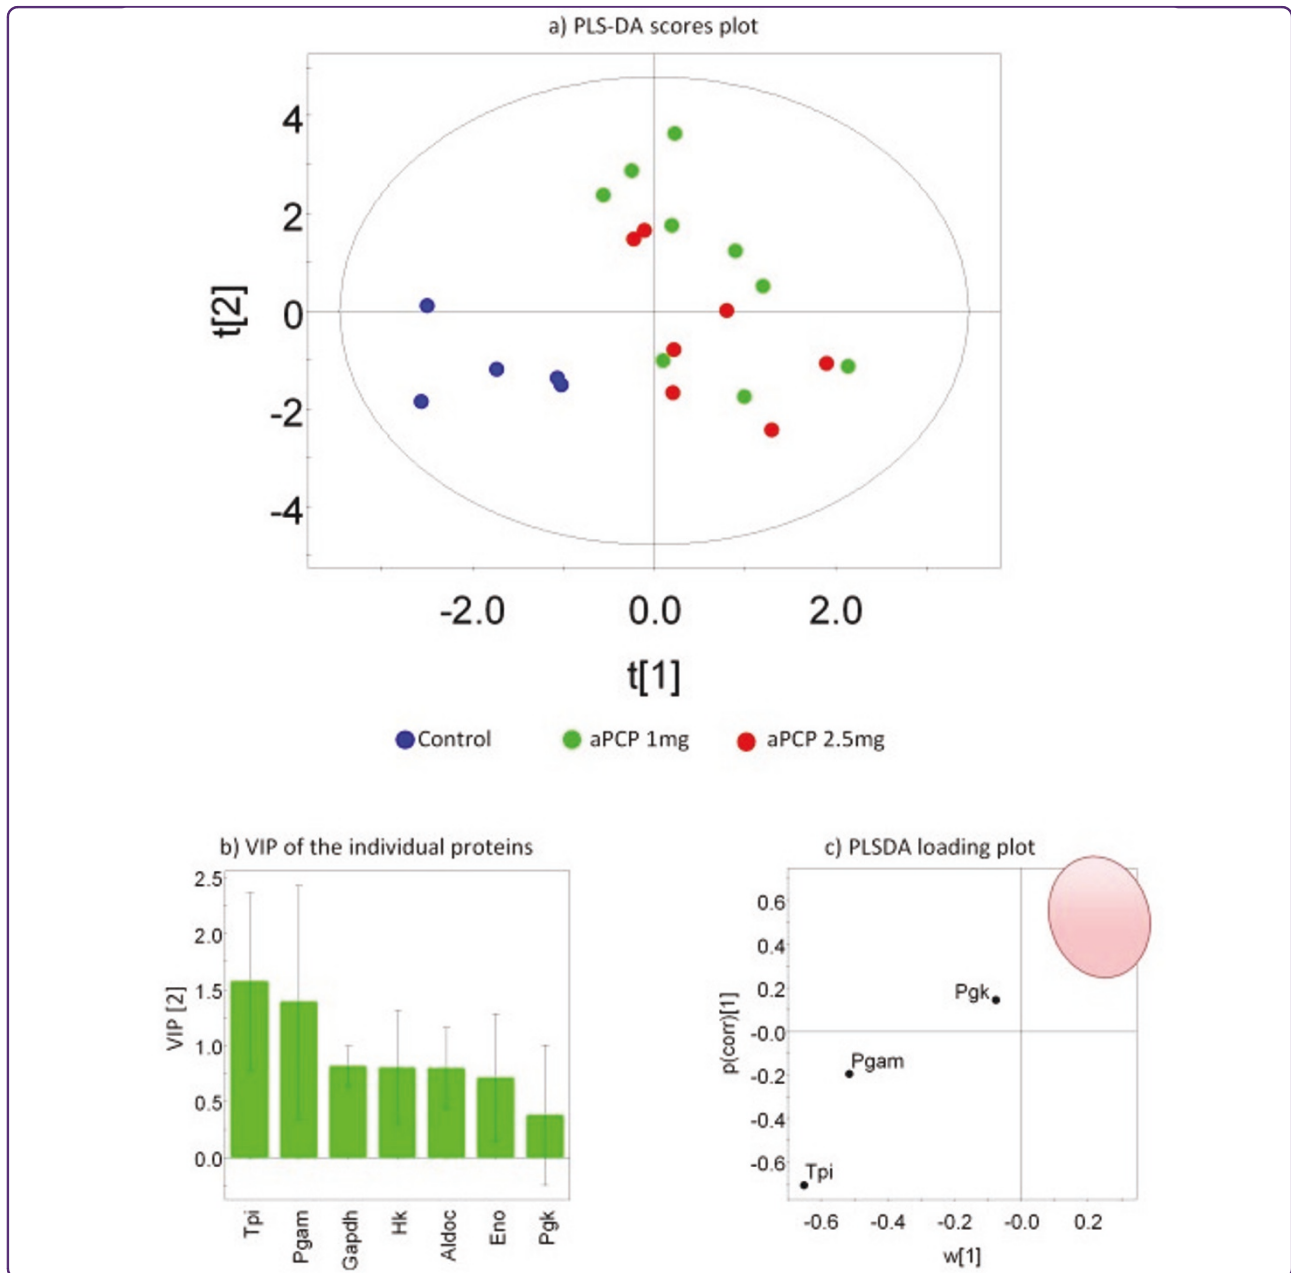 a) PLS-DA scores plot
4
2
0
-2
-4
t[2]
-2.0 0.0 2.0
t[1]
Control aPCP 1mg aPCP 2.5mg
b) VIP of the individual proteins
2.5
2.0
1.5
1.0
0.5
0.0
VIP [2]
Tpi Pgam Gapdh Hk Aldoc Eno Pgk
c) PLSDA loading plot
0.6
0.4
0.2
-0.0
-0.2
-0.4
-0.6
p(corr)[1]
Pgk
Pgam
Tpi
-0.6 -0.4 -0.2 -0.0 0.2
w[1]